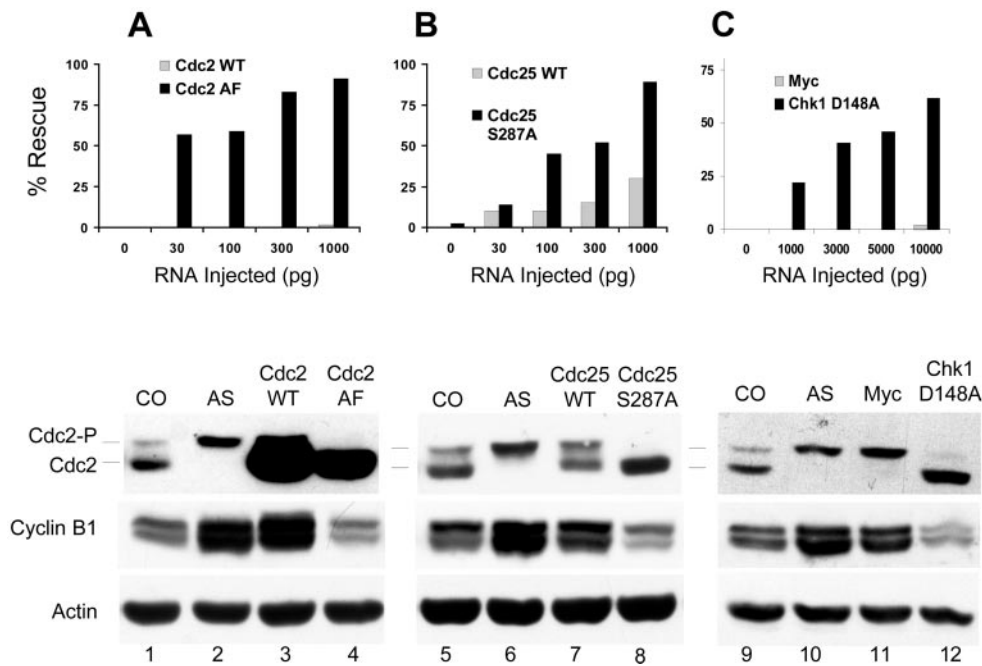 A
B
C
100
75
50
25
0
% Rescue
Cdc2 WT
Cdc2 AF
0 30 100 300 1000
RNA Injected (pg)
100
75
50
25
0
Cdc25 WT
Cdc25
S287A
0 30 100 300 1000
RNA Injected (pg)
75
50
25
0
Myc
Chk1 D148A
0 1000 3000 5000 10000
RNA Injected (pg)
CO AS Cdc2
WT Cdc2
AF
CO AS Cdc25
WT Cdc25
S287A
CO AS Myc Chk1
D148A
Cdc2-P
Cdc2
Cyclin B1
Actin
1 2 3 4 5 6 7 8 9 10 11 12